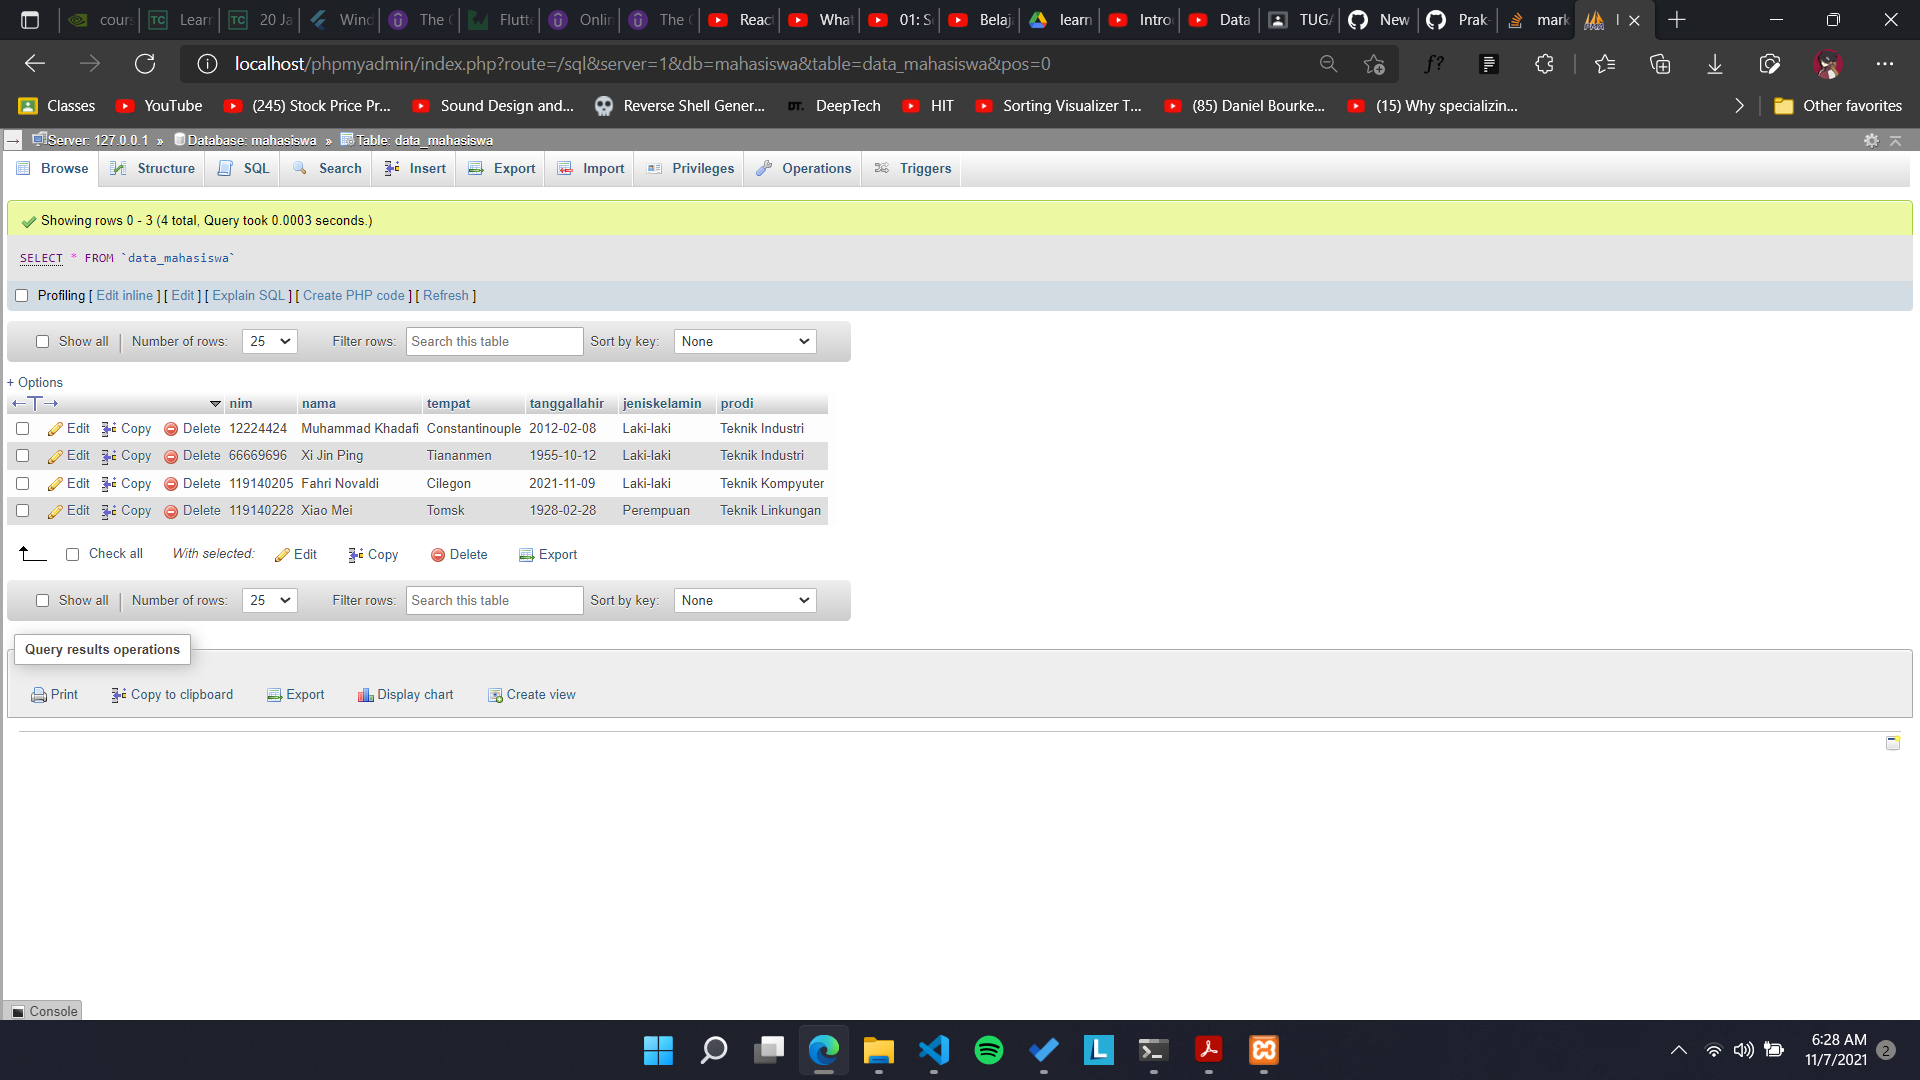 cours
Learn
20 Ja
Wind
The C
Flutte
Onlin
The C
React
What
01: S
Belaj
learn
Intro
Data
TUGA
New
Prak-
mark
localhost/phpmyadmin/index.php?route=/sql&server=1&db=mahasiswa&table=data_mahasiswa&pos=0
Classes YouTube (245) Stock Price Pr... Sound Design and... Reverse Shell Gener... DT. DeepTech HIT Sorting Visualizer T... (85) Daniel Bourke... (15) Why specializin... Other favorites
Server: 127.0.0.1 » Database: mahasiswa » Table: data_mahasiswa
Browse Structure SQL Search Insert Export Import Privileges Operations Triggers
Showing rows 0 - 3 (4 total, Query took 0.0003 seconds.)
SELECT * FROM `data_mahasiswa`
Profiling [ Edit inline ] [ Edit ] [ Explain SQL ] [ Create PHP code ] [ Refresh ]
Show all | Number of rows: 25 Filter rows: Search this table Sort by key: None
+ Options
nim nama tempat tanggallahir jeniskelamin prodi
Edit Copy Delete 12224424 Muhammad Khadafi Constantinouple 2012-02-08 Laki-laki Teknik Industri
Edit Copy Delete 66669696 Xi Jin Ping Tiananmen 1955-10-12 Laki-laki Teknik Industri
Edit Copy Delete 119140205 Fahri Novaldi Cilegon 2021-11-09 Laki-laki Teknik Kompyuter
Edit Copy Delete 119140228 Xiao Mei Tomsk 1928-02-28 Perempuan Teknik Linkungan
Check all With selected: Edit Copy Delete Export
Show all | Number of rows: 25 Filter rows: Search this table Sort by key: None
Query results operations
Print Copy to clipboard Export Display chart Create view
Console
6:28 AM
11/7/2021
2